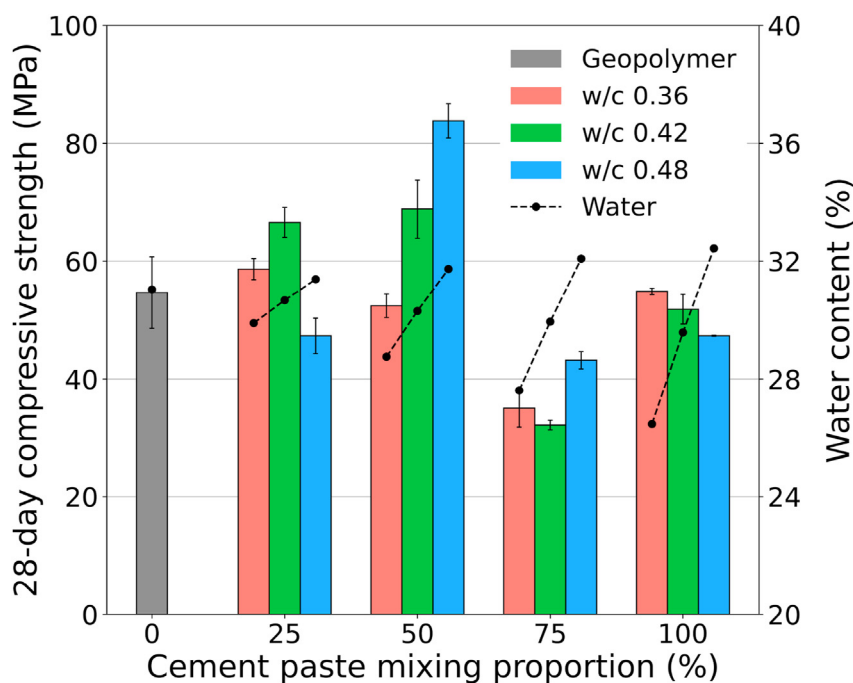 100
80
60
40
20
0
28-day compressive strength (MPa)
Geopolymer
w/c 0.36
w/c 0.42
w/c 0.48
Water
40
36
32
28
24
20
Water content (%)
0 25 50 75 100
Cement paste mixing proportion (%)